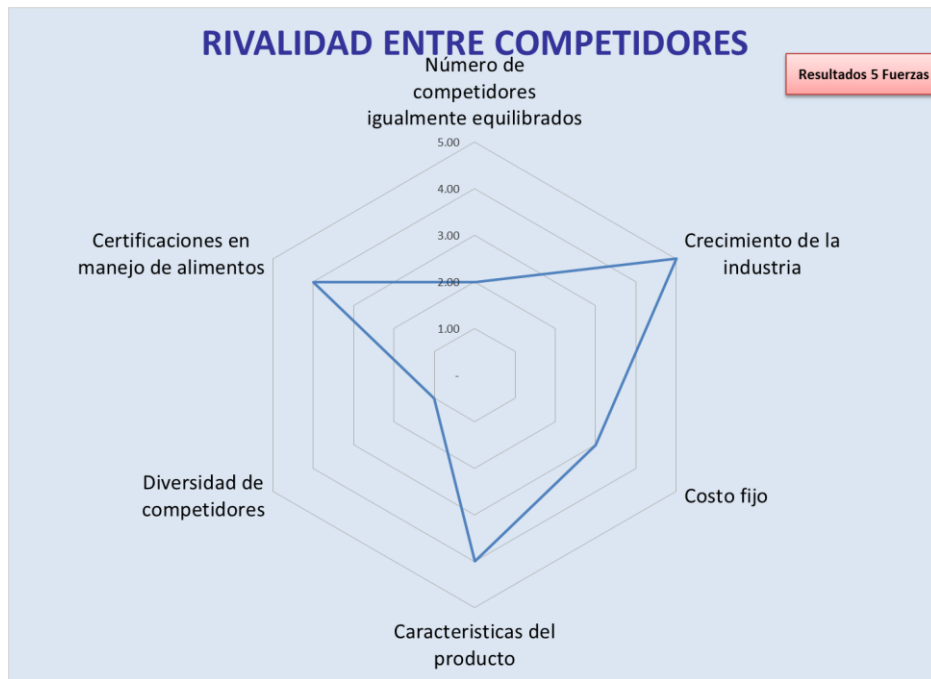 RIVALIDAD ENTRE COMPETIDORES
Resultados 5 Fuerzas
Número de
competidores
igualmente equilibrados
5.00
4.00
3.00
2.00
1.00
-
Crecimiento de la
industria
Costo fijo
Caracteristicas del
producto
Diversidad de
competidores
Certificaciones en
manejo de alimentos